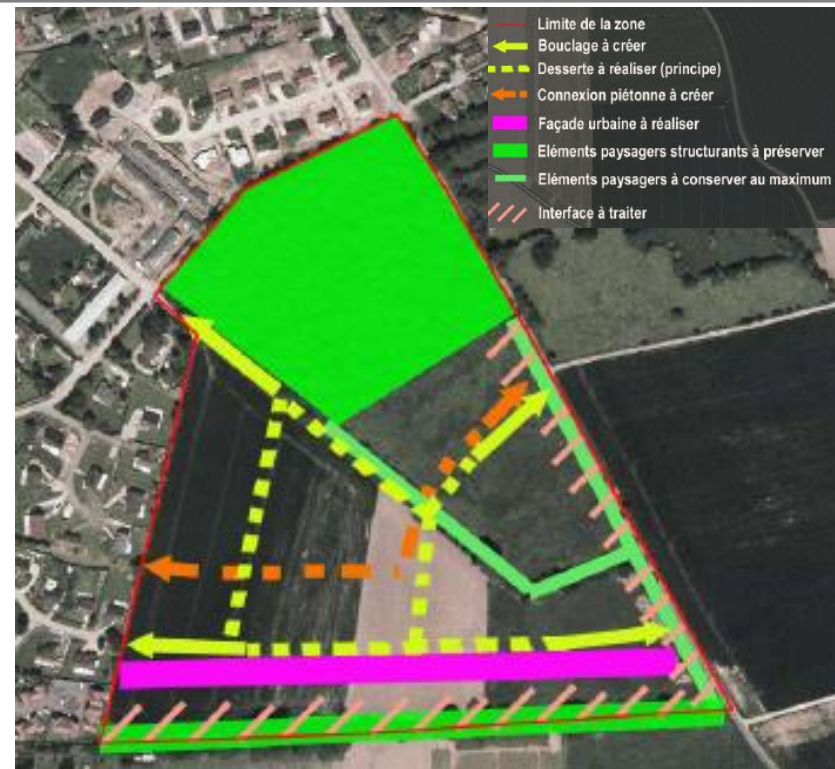 Limite de la zone
Bouclage à créer
Desserte à réaliser (principe)
Connexion piétonne à créer
Façade urbaine à réaliser
Eléments paysagers structurants à préserver
Eléments paysagers à conserver au maximum
Interface à traiter